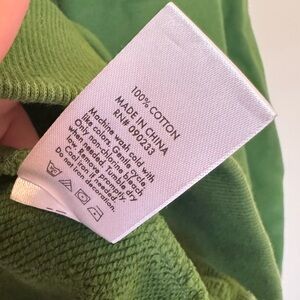 100% COTTON
MADE IN CHINA
RN# 090233
Machine wash cold with
like colors. Gentle cycle.
Only non-chlorine bleach
when needed. Tumble dry
low. Remove promptly.
Cool iron if needed.
Do not iron decoration.